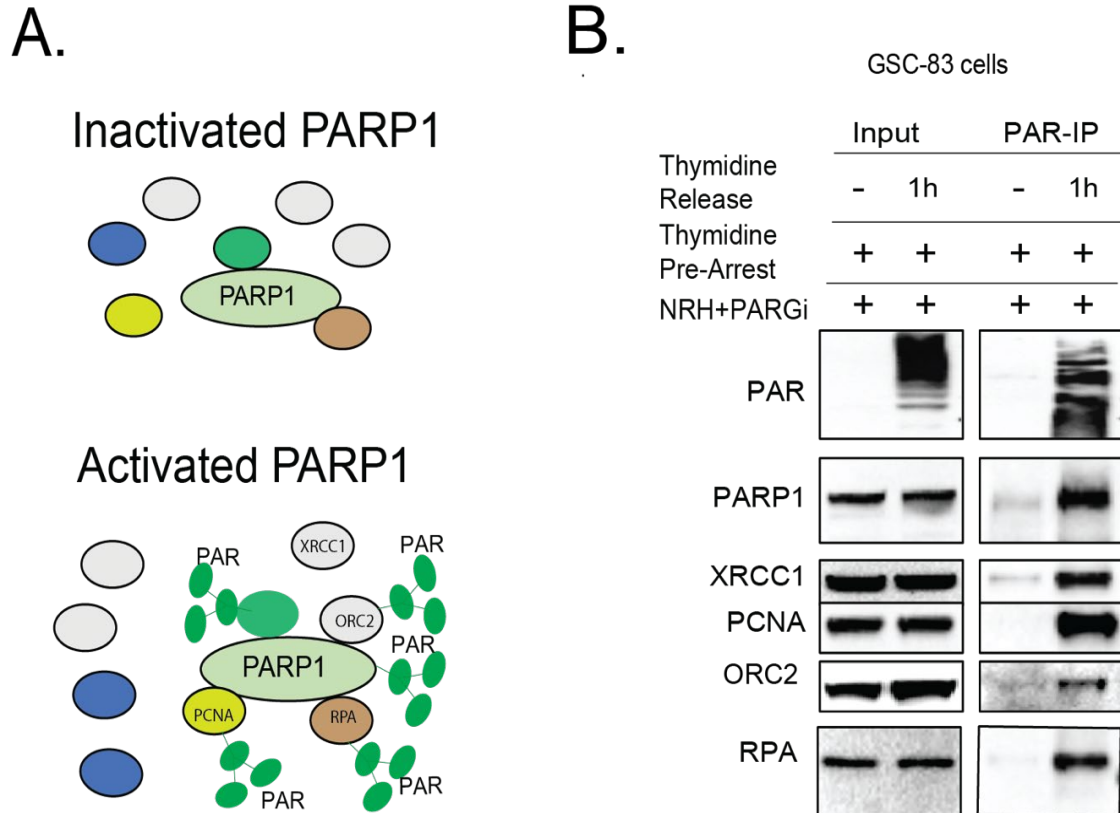 A.
Inactivated PARP1
PARP1
Activated PARP1
PAR
XRCC1
PAR
ORC2
PAR
PARP1
PCNA
RPA
PAR
PAR
B.
GSC-83 cells
Input PAR-IP
Thymidine
Release
- 1h - 1h
Thymidine
Pre-Arrest
+ + + +
NRH+PARGi + + + +
PAR
PARP1
XRCC1
PCNA
ORC2
RPA